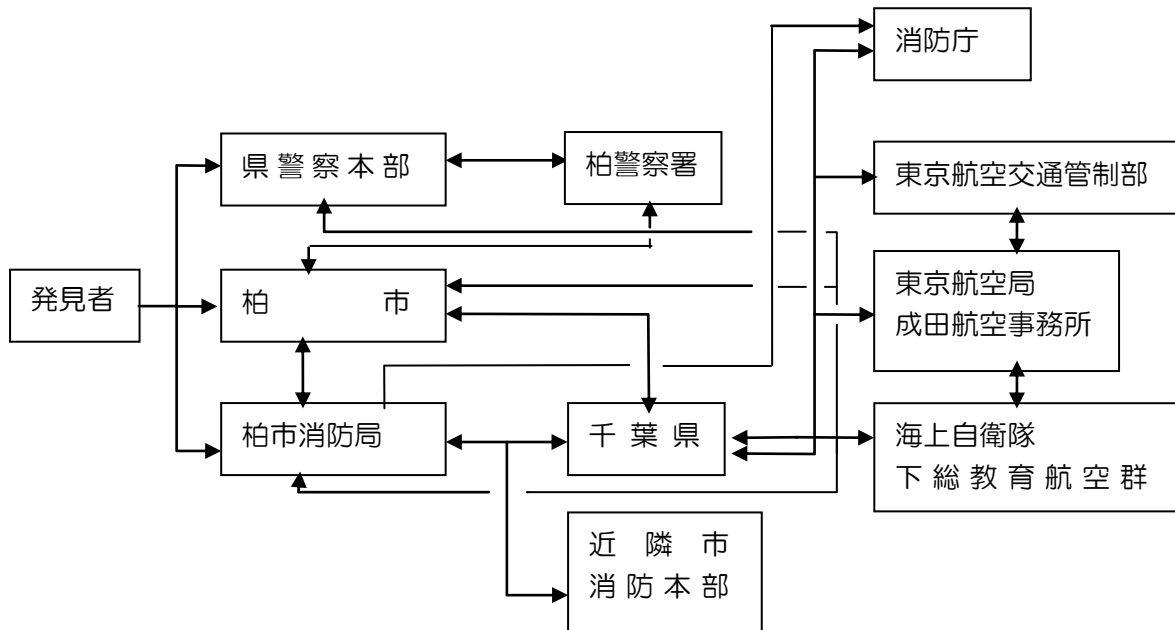 消防庁
県警察本部
柏警察署
東京航空交通管制部
発見者
柏　　　市
東京航空局
成田航空事務所
柏市消防局
千葉県
海上自衛隊
下総教育航空群
近隣市
消防本部